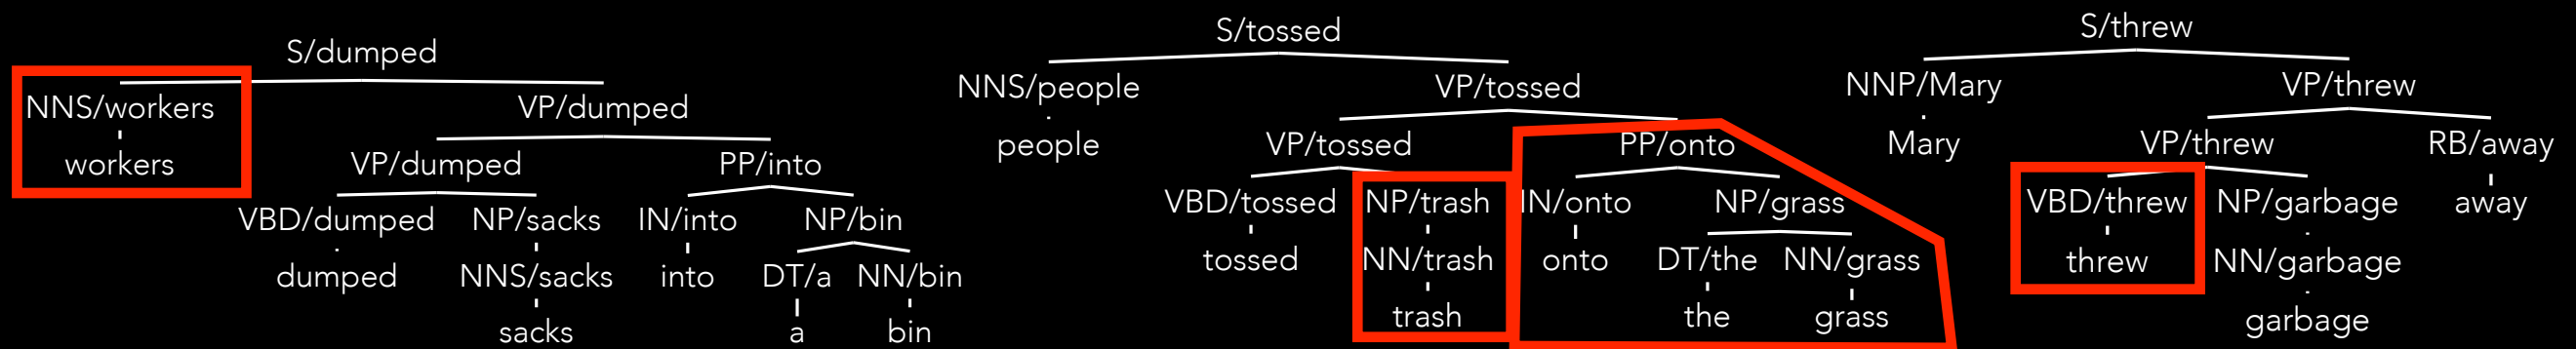 S/dumped
NNS/workers VP/dumped
workers VP/dumped PP/into
VBD/dumped NP/sacks IN/into NP/bin
dumped NNS/sacks into DT/a NN/bin
sacks a bin
S/tossed
NNS/people VP/tossed
people VP/tossed PP/onto
VBD/tossed NP/trash IN/onto NP/grass
tossed NN/trash onto DT/the NN/grass
trash the grass
S/threw
NNP/Mary VP/threw
Mary VP/threw RB/away
VBD/threw NP/garbage away
threw NN/garbage
garbage